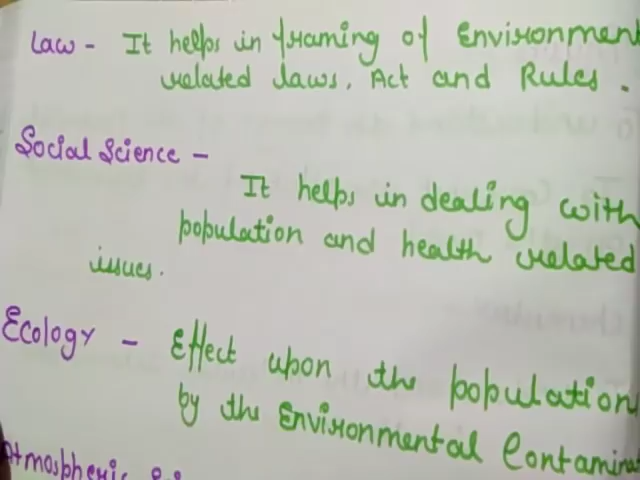 Law - It helps in framing of Environment
related laws, Act and Rules.
Social Science -
It helps in dealing with
population and health related
issues.
Ecology - Effect upon the population
by the Environmental Contamina
Atmospheric